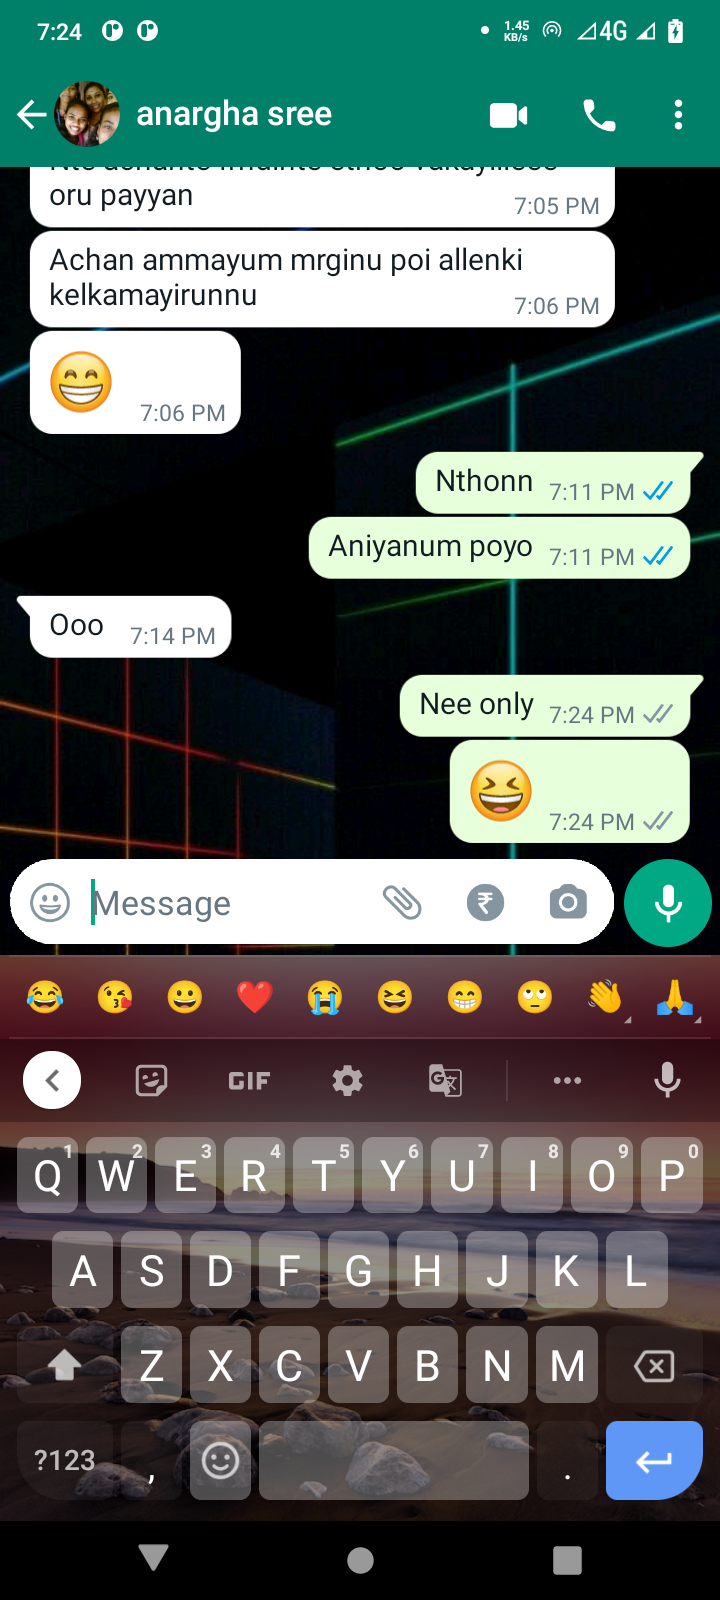 7:24
1.45
KB/s
4G
anargha sree
oru payyan
7:05 PM
Achan ammayum mrginu poi allenki
kelkamayirunnu
7:06 PM
😁
7:06 PM
Nthonn 7:11 PM
Aniyanum poyo 7:11 PM
Ooo 7:14 PM
Nee only 7:24 PM
😆
7:24 PM
Message
😂 😘 😀 ❤️ 😭 😆 😁 🙄 👋 🙏
GIF
1 2 3 4 5 6 7 8 9 0
Q W E R T Y U I O P
A S D F G H J K L
Z X C V B N M
?123 , .